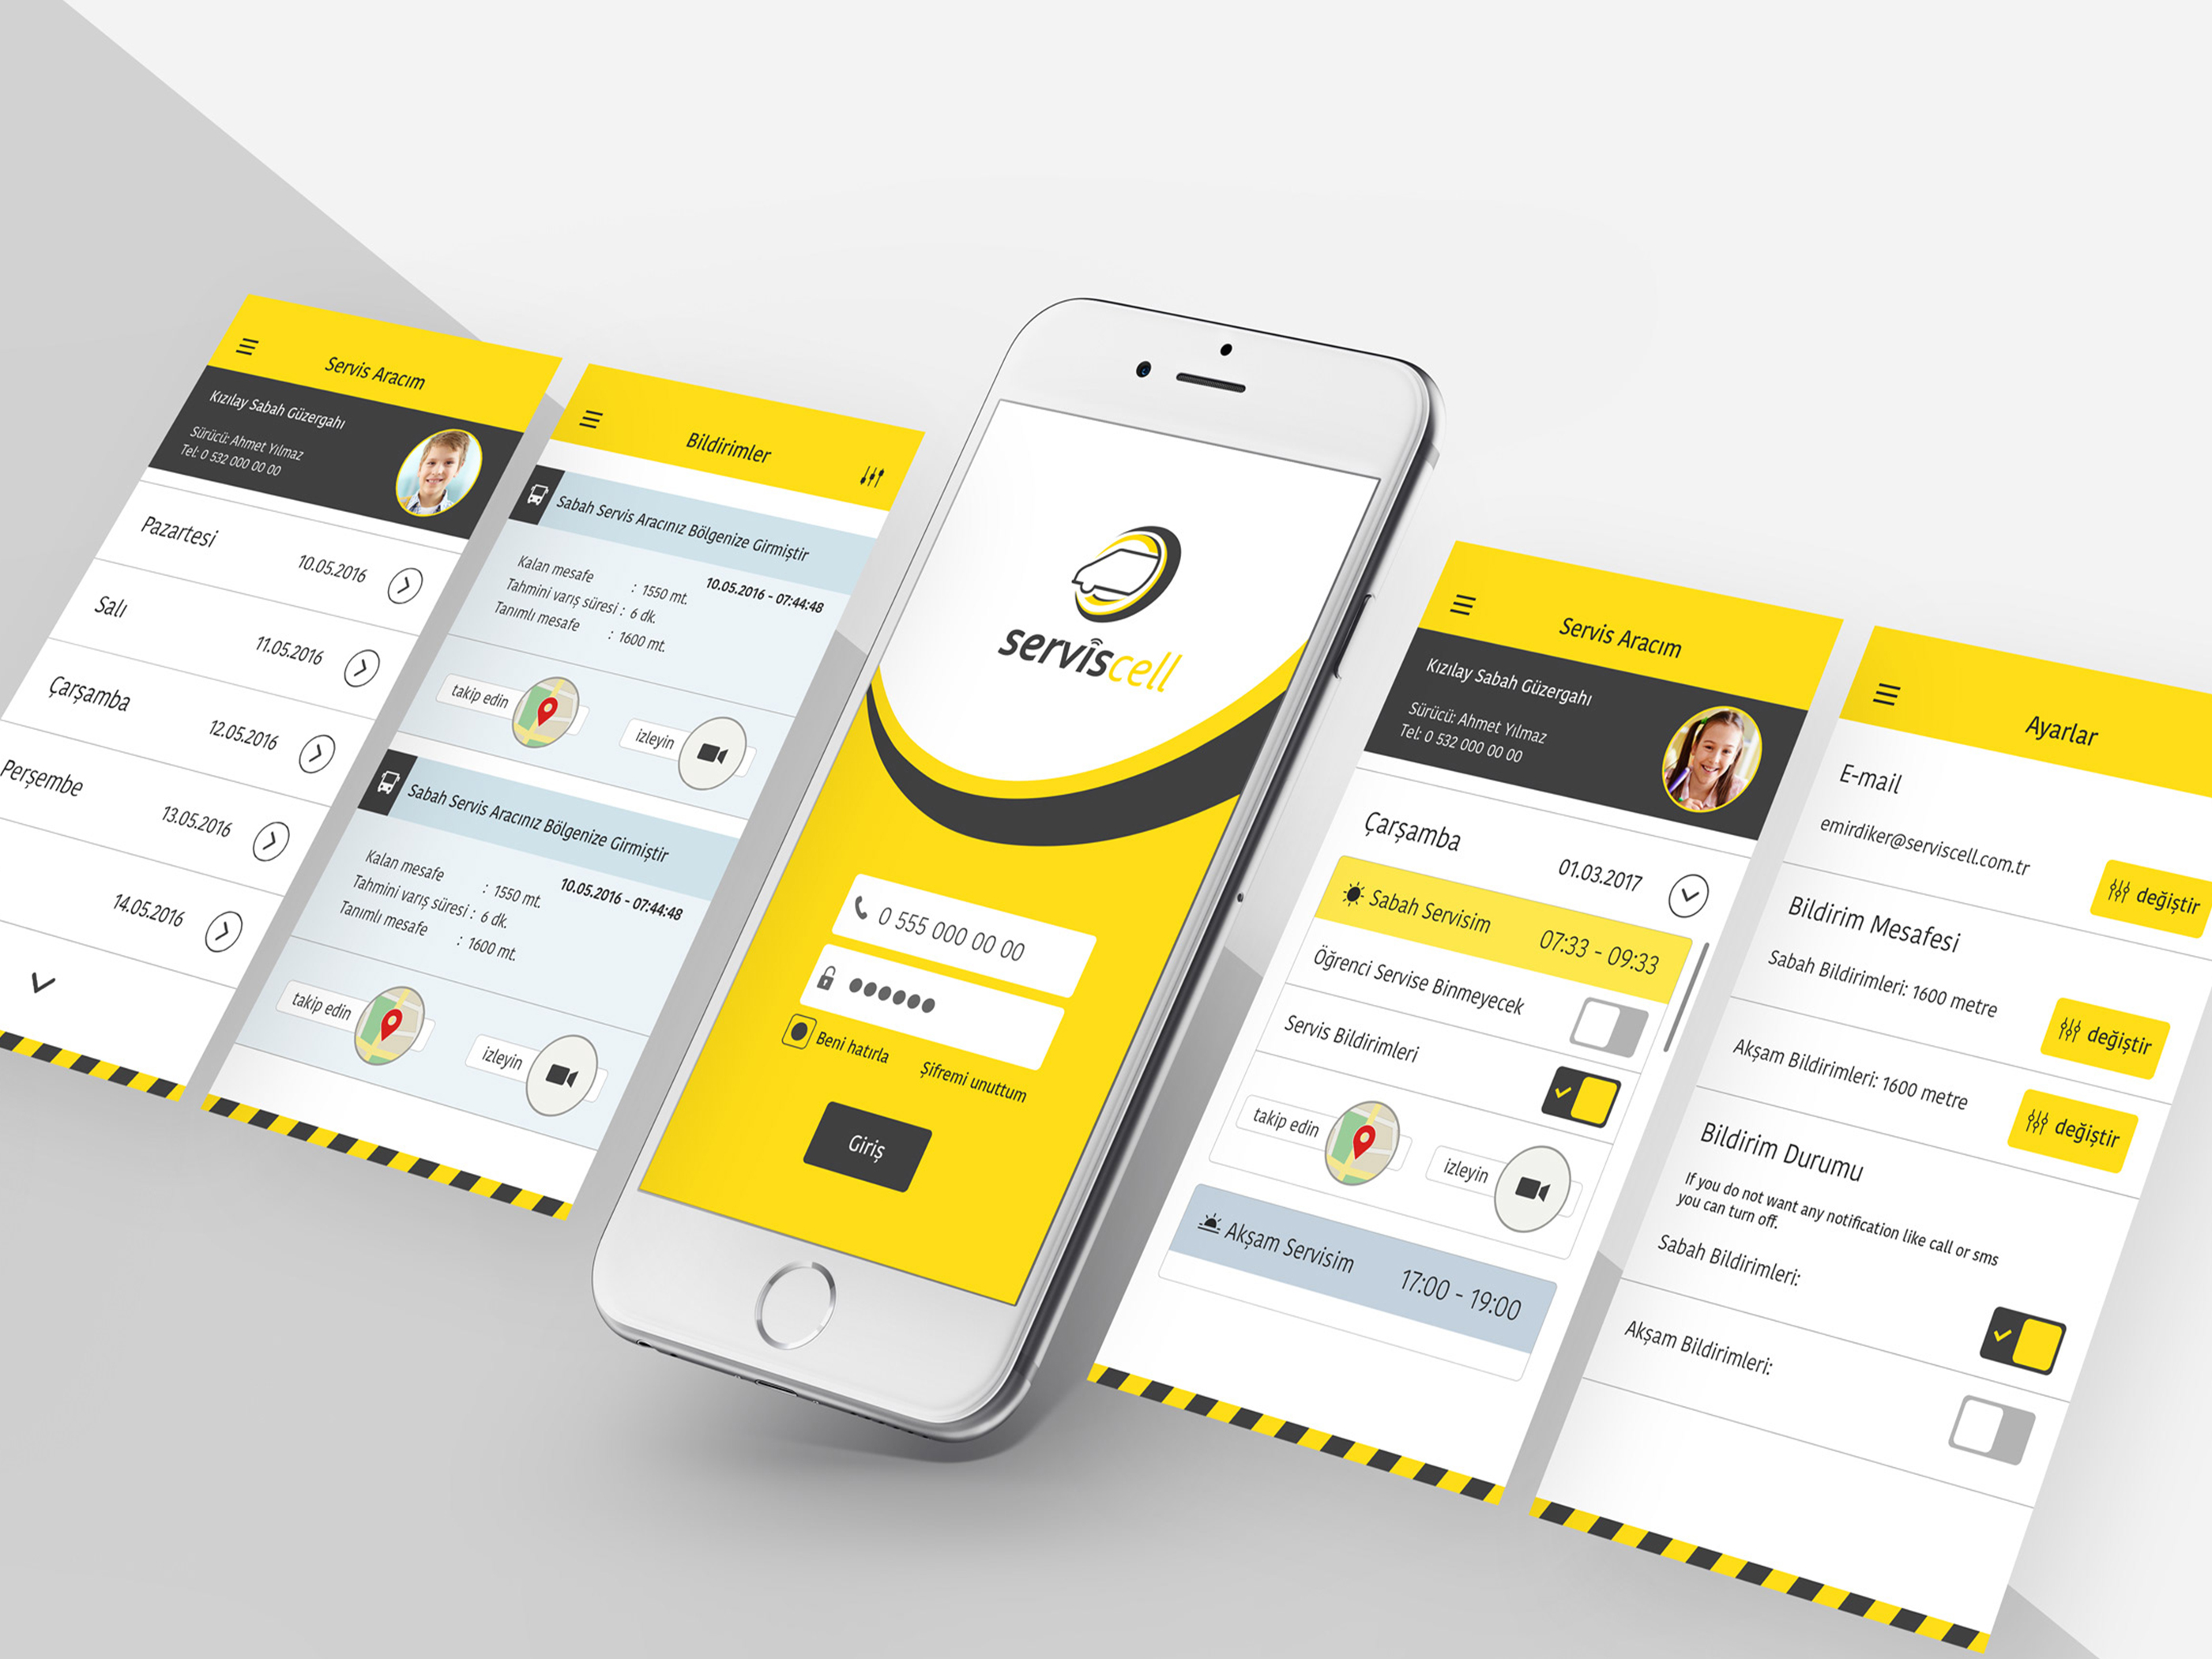 Servis Aracım
Kızılay Sabah Güzergahı
Sürücü: Ahmet Yılmaz
Tel: 0 532 000 00 00
Pazartesi
10.05.2016
Salı
11.05.2016
Çarşamba
12.05.2016
Perşembe
13.05.2016
14.05.2016
Bildirimler
Sabah Servis Aracınız Bölgenize Girmiştir
10.05.2016 - 07:44:48
Kalan mesafe : 1550 mt.
Tahmini varış süresi : 6 dk.
Tanımlı mesafe : 1600 mt.
takip edin
izleyin
Sabah Servis Aracınız Bölgenize Girmiştir
10.05.2016 - 07:44:48
Kalan mesafe : 1550 mt.
Tahmini varış süresi : 6 dk.
Tanımlı mesafe : 1600 mt.
takip edin
izleyin
serviscell
0 555 000 00 00
Beni hatırla
Şifremi unuttum
Giriş
Servis Aracım
Kızılay Sabah Güzergahı
Sürücü: Ahmet Yılmaz
Tel: 0 532 000 00 00
Çarşamba
01.03.2017
Sabah Servisim 07:33 - 09:33
Öğrenci Servise Binmeyecek
Servis Bildirimleri
takip edin
izleyin
Akşam Servisim 17:00 - 19:00
Ayarlar
E-mail
emirdiker@serviscell.com.tr
değiştir
Bildirim Mesafesi
Sabah Bildirimleri: 1600 metre
değiştir
Akşam Bildirimleri: 1600 metre
değiştir
Bildirim Durumu
If you do not want any notification like call or sms
you can turn off.
Sabah Bildirimleri:
Akşam Bildirimleri: